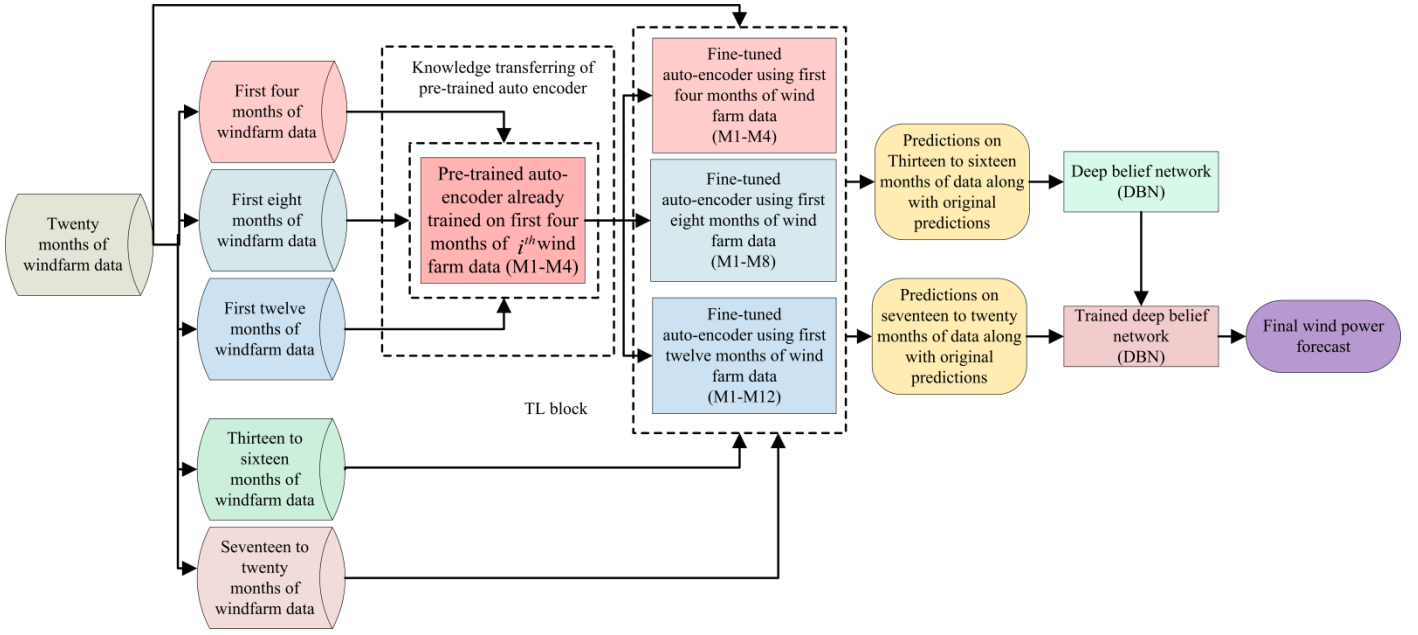 Twenty
months of
windfarm data
First four
months of
windfarm data
First eight
months of
windfarm data
First twelve
months of
windfarm data
Thirteen to
sixteen
months of
windfarm data
Seventeen to
twenty
months of
windfarm data
Knowledge transferring of
pre-trained auto encoder
Pre-trained auto-
encoder already
trained on first four
months of i^th wind
farm data (M1-M4)
TL block
Fine-tuned
auto-encoder using first
four months of wind
farm data
(M1-M4)
Fine-tuned
auto-encoder using first
eight months of wind
farm data
(M1-M8)
Fine-tuned
auto-encoder using first
twelve months of wind
farm data
(M1-M12)
Predictions on
Thirteen to sixteen
months of data along
with original
predictions
Predictions on
seventeen to twenty
months of data along
with original
predictions
Deep belief network
(DBN)
Trained deep belief
network
(DBN)
Final wind power
forecast